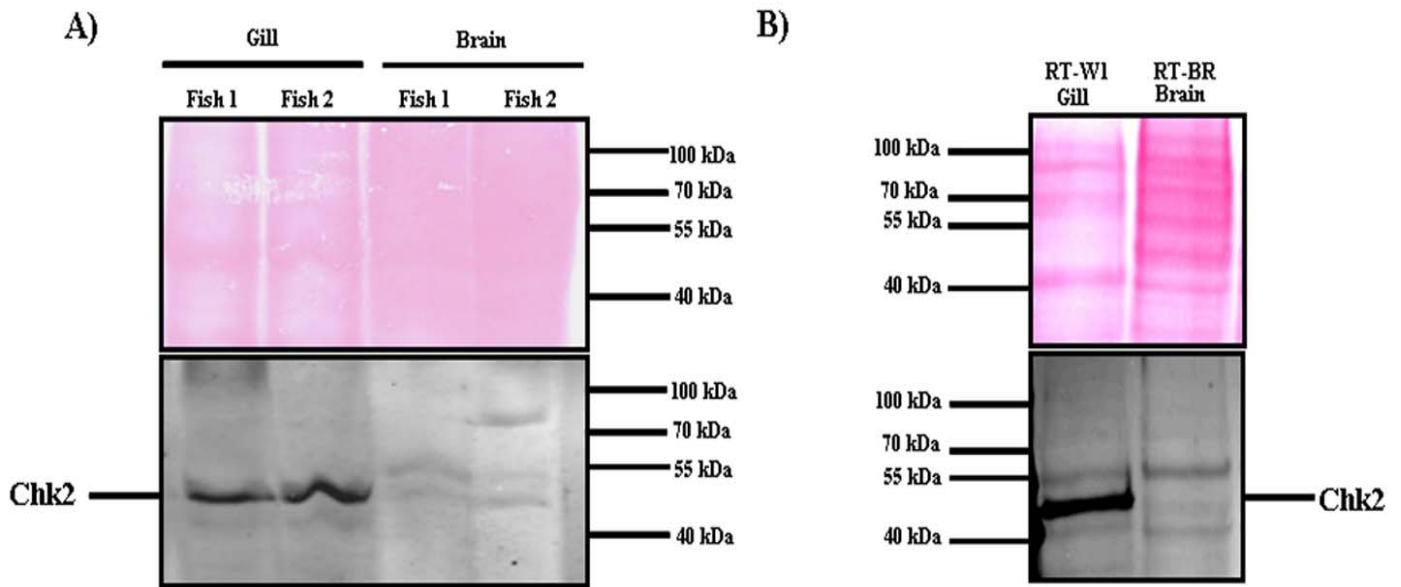 A)
Gill
Brain
Fish 1
Fish 2
Fish 1
Fish 2
100 kDa
70 kDa
55 kDa
40 kDa
100 kDa
70 kDa
55 kDa
40 kDa
Chk2
B)
RT-W1
Gill
RT-BR
Brain
100 kDa
70 kDa
55 kDa
40 kDa
100 kDa
70 kDa
55 kDa
40 kDa
Chk2